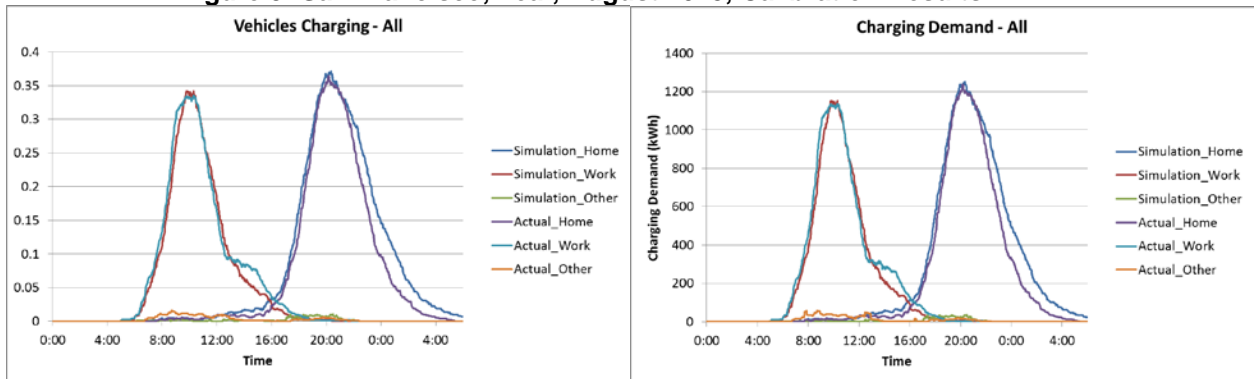 Vehicles Charging - All
0.4
0.35
0.3
0.25
0.2
0.15
0.1
0.05
0
0:00 4:00 8:00 12:00 16:00 20:00 0:00 4:00
Time
Simulation_Home
Simulation_Work
Simulation_Other
Actual_Home
Actual_Work
Actual_Other
Charging Demand - All
Charging Demand (kWh)
1400
1200
1000
800
600
400
200
0
0:00 4:00 8:00 12:00 16:00 20:00 0:00 4:00
Time
Simulation_Home
Simulation_Work
Simulation_Other
Actual_Home
Actual_Work
Actual_Other